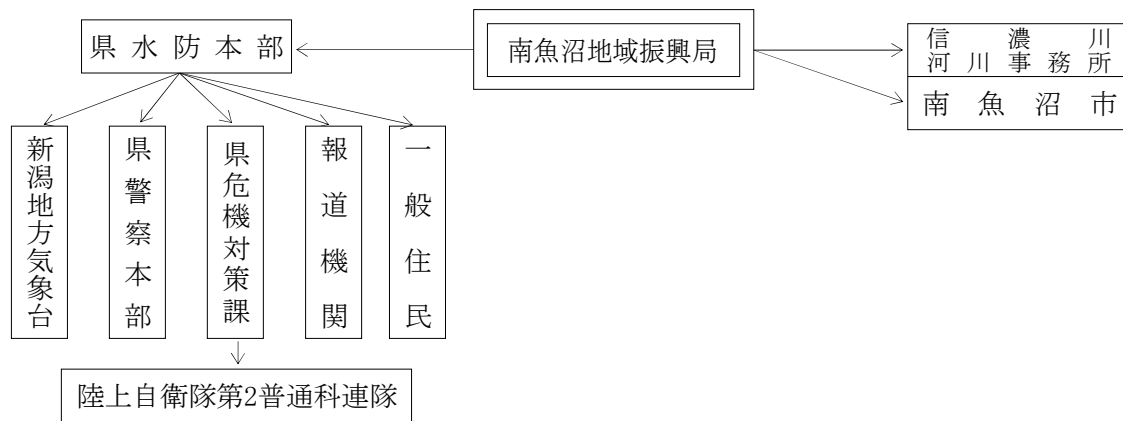 県水防本部
南魚沼地域振興局
信濃川
河川事務所
南魚沼市
新潟地方気象台
県警察本部
県危機対策課
報道機関
一般住民
陸上自衛隊第2普通科連隊